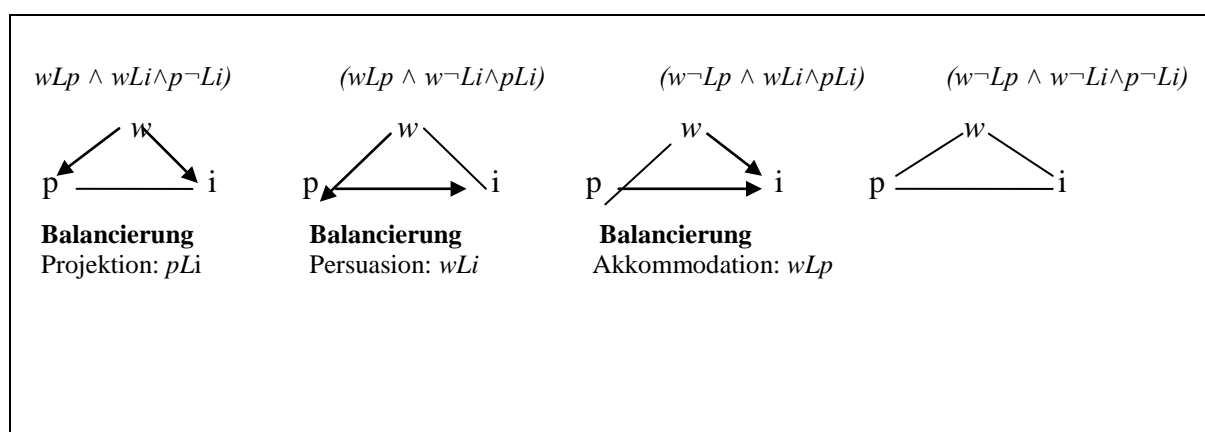 wLp ∧ wLi∧p¬Li) (wLp ∧ w¬Li∧pLi) (w¬Lp ∧ wLi∧pLi) (w¬Lp ∧ w¬Li∧p¬Li)
w w w w
p i p i p i p i
Balancierung Balancierung Balancierung
Projektion: pLi Persuasion: wLi Akkommodation: wLp